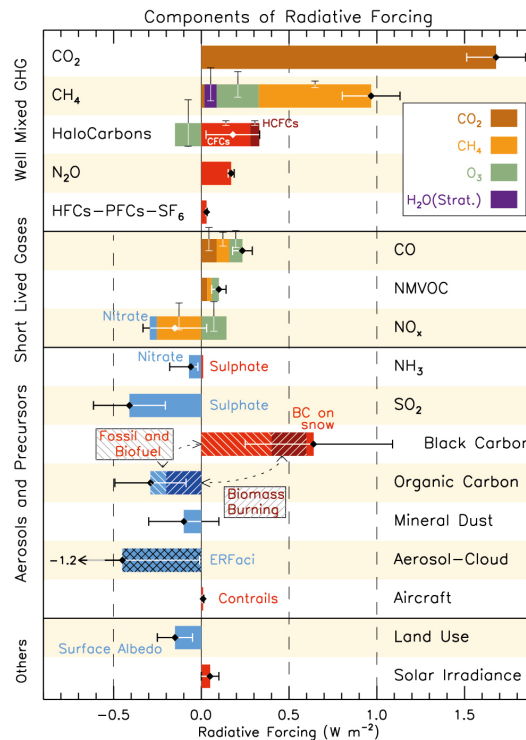 Components of Radiative Forcing
Well Mixed GHG
CO₂
CH₄
HaloCarbons
CFCs
HCFCs
N₂O
HFCs–PFCs–SF₆
CO₂
CH₄
O₃
H₂O(Strat.)
Short Lived Gases
CO
NMVOC
Nitrate
NOₓ
Aerosols and Precursors
Nitrate
Sulphate
NH₃
Sulphate
SO₂
BC on
snow
Black Carbon
Fossil and
Biofuel
Organic Carbon
Biomass
Burning
Mineral Dust
-1.2
ERFaci
Aerosol–Cloud
Contrails
Aircraft
Others
Surface Albedo
Land Use
Solar Irradiance
−0.5 0.0 0.5 1.0 1.5
Radiative Forcing (W m⁻²)